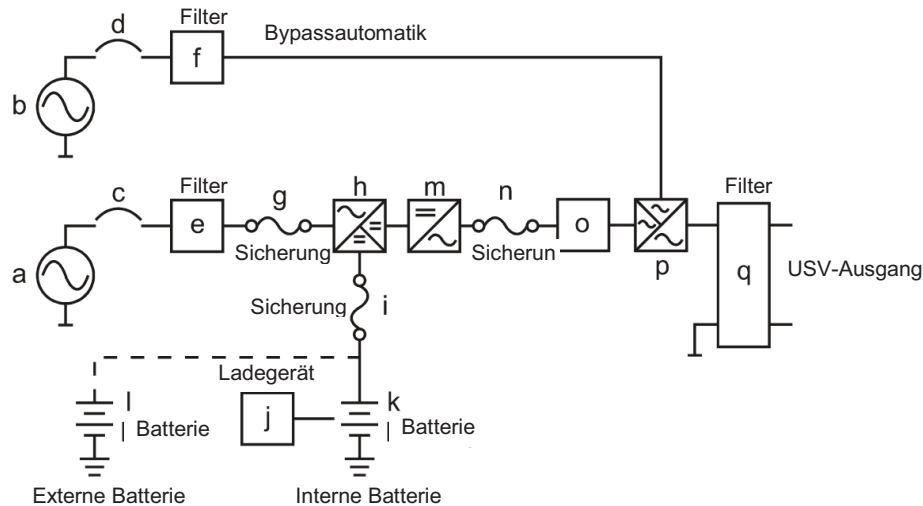 d
Filter
Bypassautomatik
f
b
c
Filter
g
h
m
n
Filter
e
o
a
Sicherung
Sicherun
p
q
USV-Ausgang
Sicherung
i
Ladegerät
l
j
k
| Batterie
| Batterie
Externe Batterie
Interne Batterie